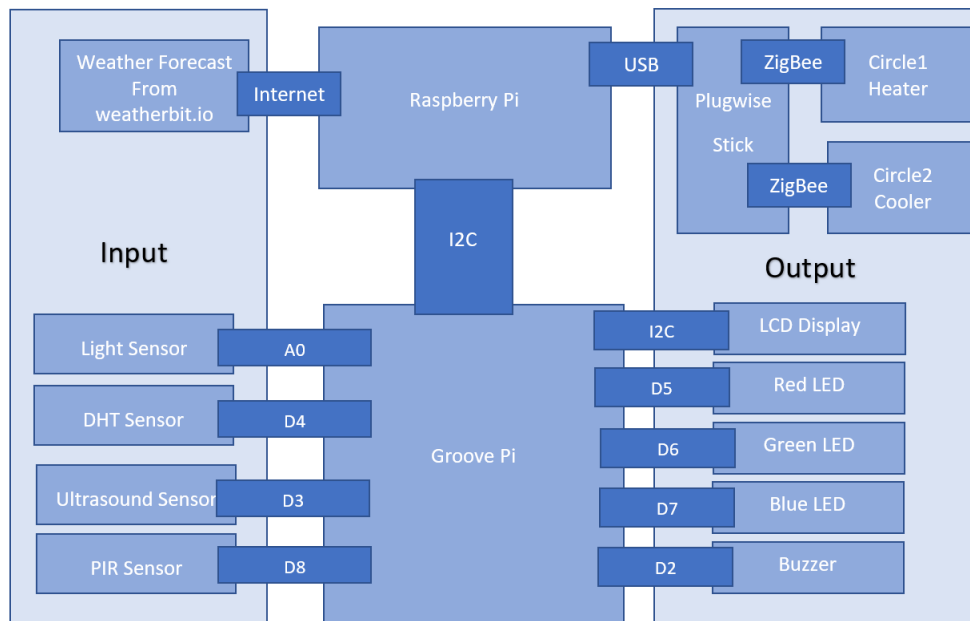 Weather Forecast
From
weatherbit.io
Internet
Raspberry Pi
USB
Plugwise
Stick
ZigBee
Circle1
Heater
ZigBee
Circle2
Cooler
I2C
Input
Output
Light Sensor
A0
DHT Sensor
D4
Ultrasound Sensor
D3
PIR Sensor
D8
Groove Pi
I2C
LCD Display
D5
Red LED
D6
Green LED
D7
Blue LED
D2
Buzzer